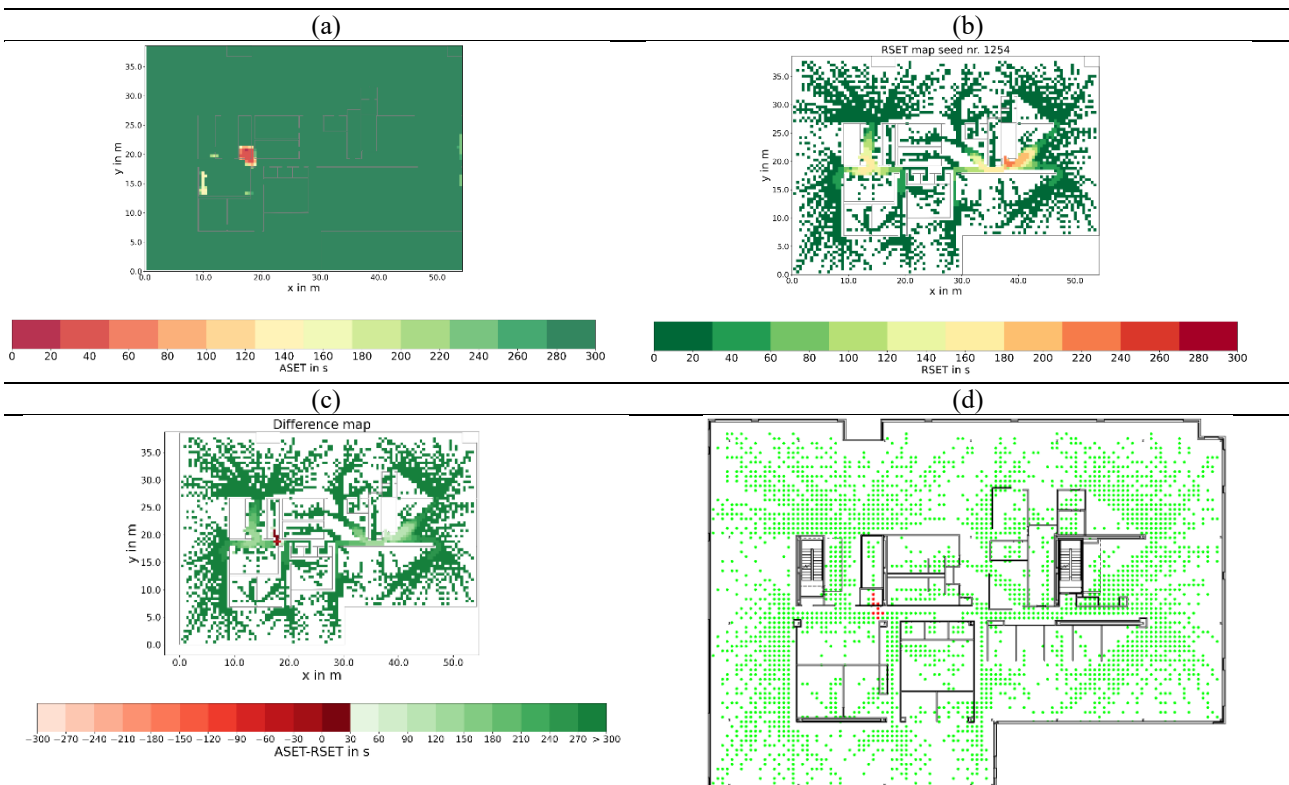 (a) (b)
RSET map seed nr. 1254
35.0
30.0
25.0
20.0
15.0
10.0
5.0
0.0
y in m
0.0 10.0 20.0 30.0 40.0 50.0
x in m
35.0
30.0
25.0
20.0
15.0
10.0
5.0
0.0
y in m
0.0 10.0 20.0 30.0 40.0 50.0
x in m
0 20 40 60 80 100 120 140 160 180 200 220 240 260 280 300
ASET in s
0 20 40 60 80 100 120 140 160 180 200 220 240 260 280 300
RSET in s
(c) (d)
Difference map
35.0
30.0
25.0
20.0
15.0
10.0
5.0
0.0
y in m
0.0 10.0 20.0 30.0 40.0 50.0
x in m
−300 −270 −240 −210 −180 −150 −120 −90 −60 −30 0 30 60 90 120 150 180 210 240 270 > 300
ASET-RSET in s